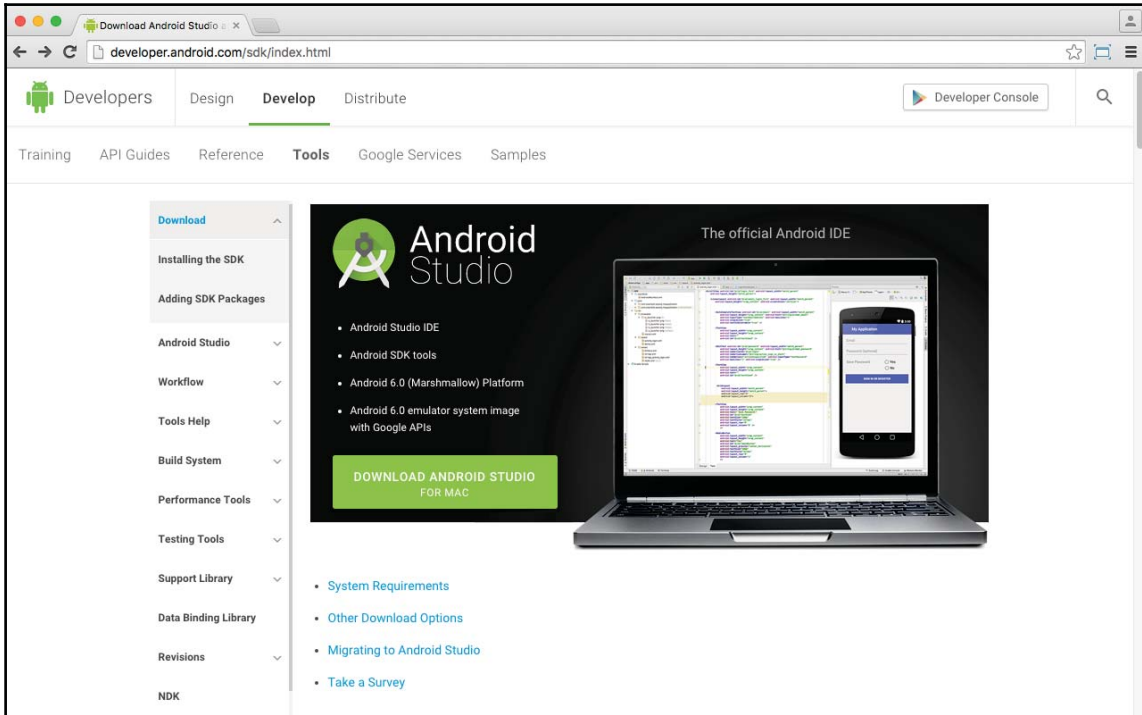 Download Android Studio a
developer.android.com/sdk/index.html
Developers Design Develop Distribute Developer Console
Training API Guides Reference Tools Google Services Samples
Download
Installing the SDK
Adding SDK Packages
Android Studio
Workflow
Tools Help
Build System
Performance Tools
Testing Tools
Support Library
Data Binding Library
Revisions
NDK
Android
Studio
The official Android IDE
• Android Studio IDE
• Android SDK tools
• Android 6.0 (Marshmallow) Platform
• Android 6.0 emulator system image
with Google APIs
DOWNLOAD ANDROID STUDIO
FOR MAC
My Application
• System Requirements
• Other Download Options
• Migrating to Android Studio
• Take a Survey